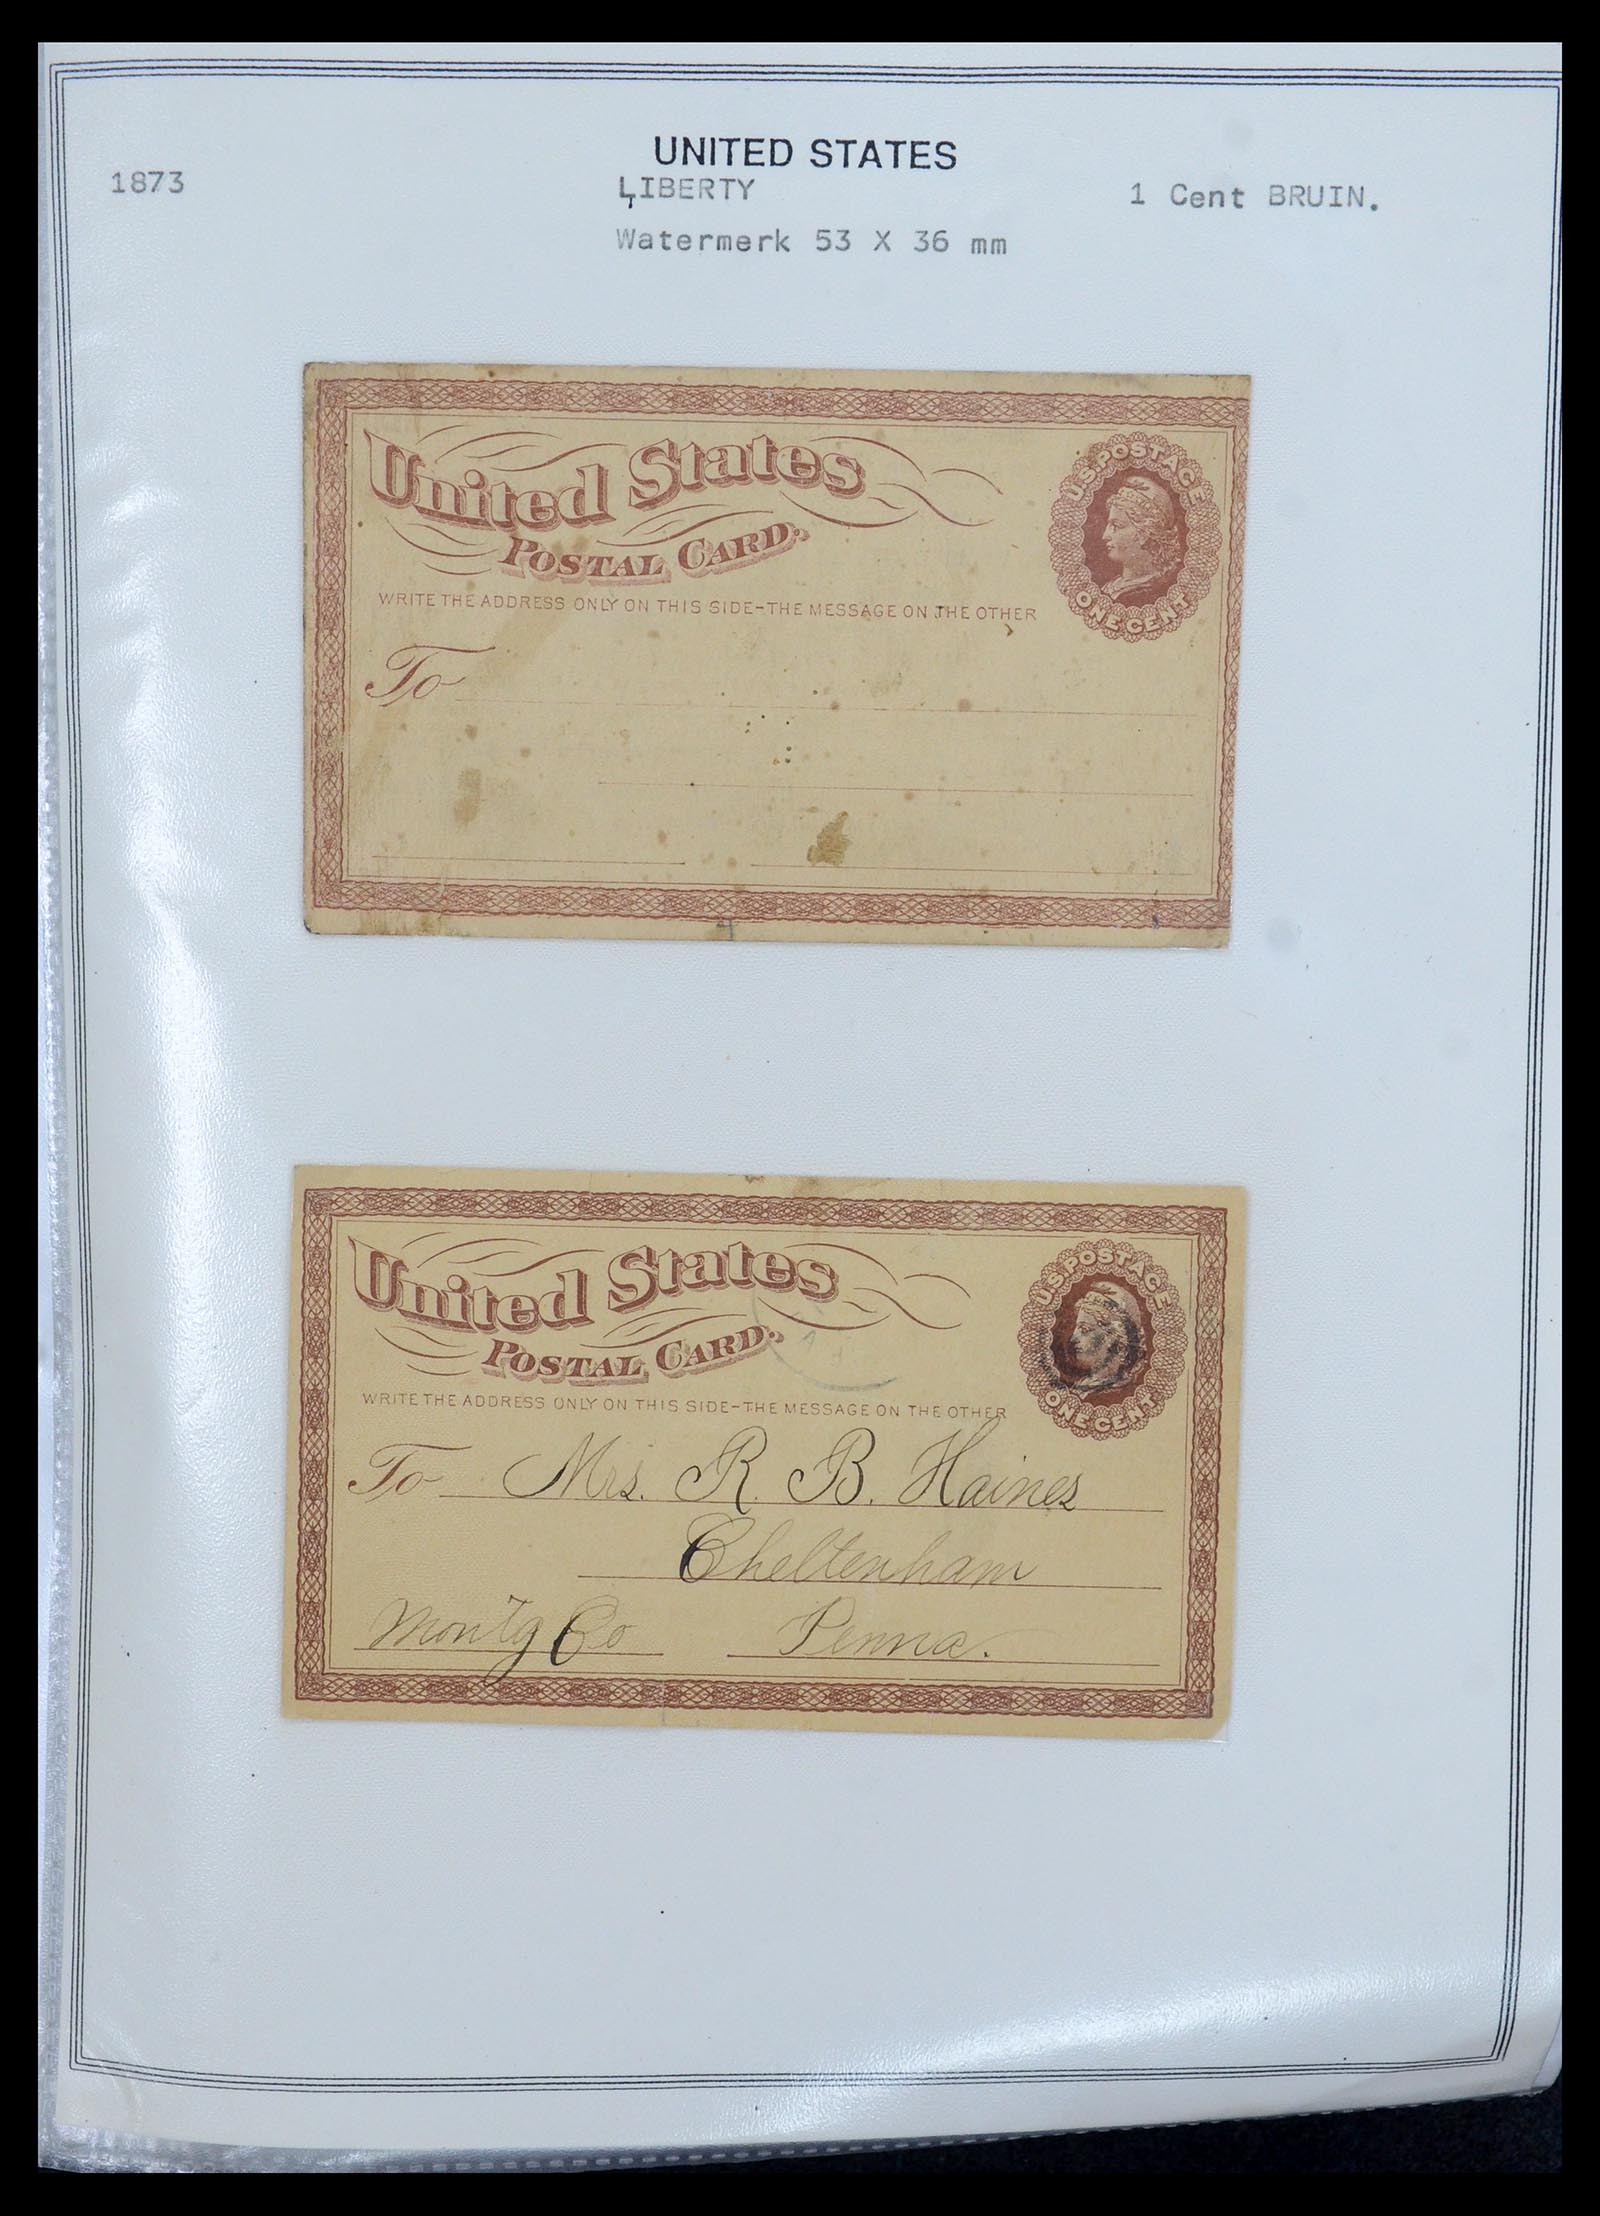 UNITED STATES
1873 LIBERTY 1 Cent BRUIN.
Watermerk 53 X 36 mm
United States
POSTAL CARD.
U.S. POSTAGE
ONE CENT
WRITE THE ADDRESS ONLY ON THIS SIDE-THE MESSAGE ON THE OTHER
To
United States
POSTAL CARD.
U.S. POSTAGE
ONE CENT
WRITE THE ADDRESS ONLY ON THIS SIDE-THE MESSAGE ON THE OTHER
To Mrs. R. B. Haines
Cheltenham
Montg Co Penna.